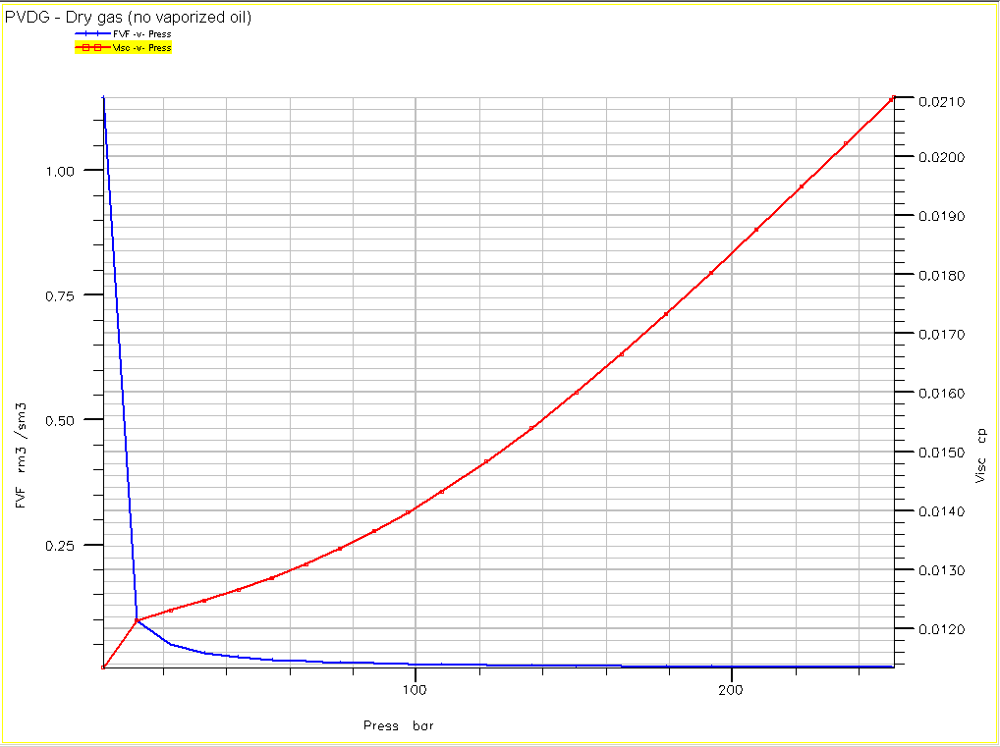 PVDG - Dry gas (no vaporized oil)
FVF -v- Press
Visc -v- Press
0.0210
0.0200
1.00
0.0190
0.0180
0.75
0.0170
0.0160
0.50
0.0150
0.0140
0.25
0.0130
0.0120
FVF rm3 /sm3
Visc cp
100
200
Press bar